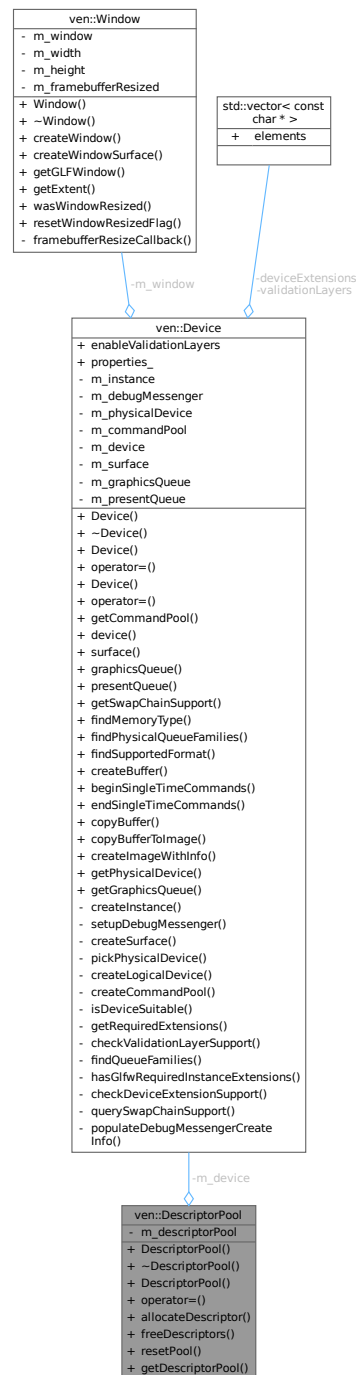 ven::Window
- m_window
- m_width
- m_height
- m_framebufferResized
+ Window()
+ ~Window()
+ createWindow()
+ createWindowSurface()
+ getGLFWindow()
+ getExtent()
+ wasWindowResized()
+ resetWindowResizedFlag()
- framebufferResizeCallback()
std::vector< const
char * >
+ elements
-m_window
-deviceExtensions
-validationLayers
ven::Device
+ enableValidationLayers
+ properties_
- m_instance
- m_debugMessenger
- m_physicalDevice
- m_commandPool
- m_device
- m_surface
- m_graphicsQueue
- m_presentQueue
+ Device()
+ ~Device()
+ Device()
+ operator=()
+ Device()
+ operator=()
+ getCommandPool()
+ device()
+ surface()
+ graphicsQueue()
+ presentQueue()
+ getSwapChainSupport()
+ findMemoryType()
+ findPhysicalQueueFamilies()
+ findSupportedFormat()
+ createBuffer()
+ beginSingleTimeCommands()
+ endSingleTimeCommands()
+ copyBuffer()
+ copyBufferToImage()
+ createImageWithInfo()
+ getPhysicalDevice()
+ getGraphicsQueue()
- createInstance()
- setupDebugMessenger()
- createSurface()
- pickPhysicalDevice()
- createLogicalDevice()
- createCommandPool()
- isDeviceSuitable()
- getRequiredExtensions()
- checkValidationLayerSupport()
- findQueueFamilies()
- hasGlfwRequiredInstanceExtensions()
- checkDeviceExtensionSupport()
- querySwapChainSupport()
- populateDebugMessengerCreate
Info()
-m_device
ven::DescriptorPool
- m_descriptorPool
+ DescriptorPool()
+ ~DescriptorPool()
+ DescriptorPool()
+ operator=()
+ allocateDescriptor()
+ freeDescriptors()
+ resetPool()
+ getDescriptorPool()